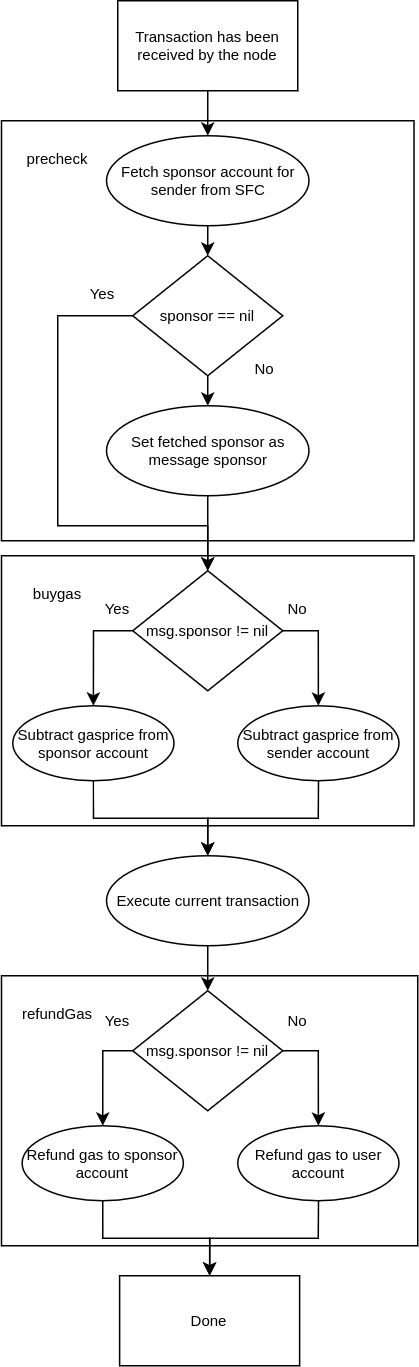 Transaction has been
received by the node
precheck
Fetch sponsor account for
sender from SFC
Yes
sponsor == nil
No
Set fetched sponsor as
message sponsor
buygas
Yes
No
msg.sponsor != nil
Subtract gasprice from
sponsor account
Subtract gasprice from
sender account
Execute current transaction
refundGas
Yes
No
msg.sponsor != nil
Refund gas to sponsor
account
Refund gas to user
account
Done